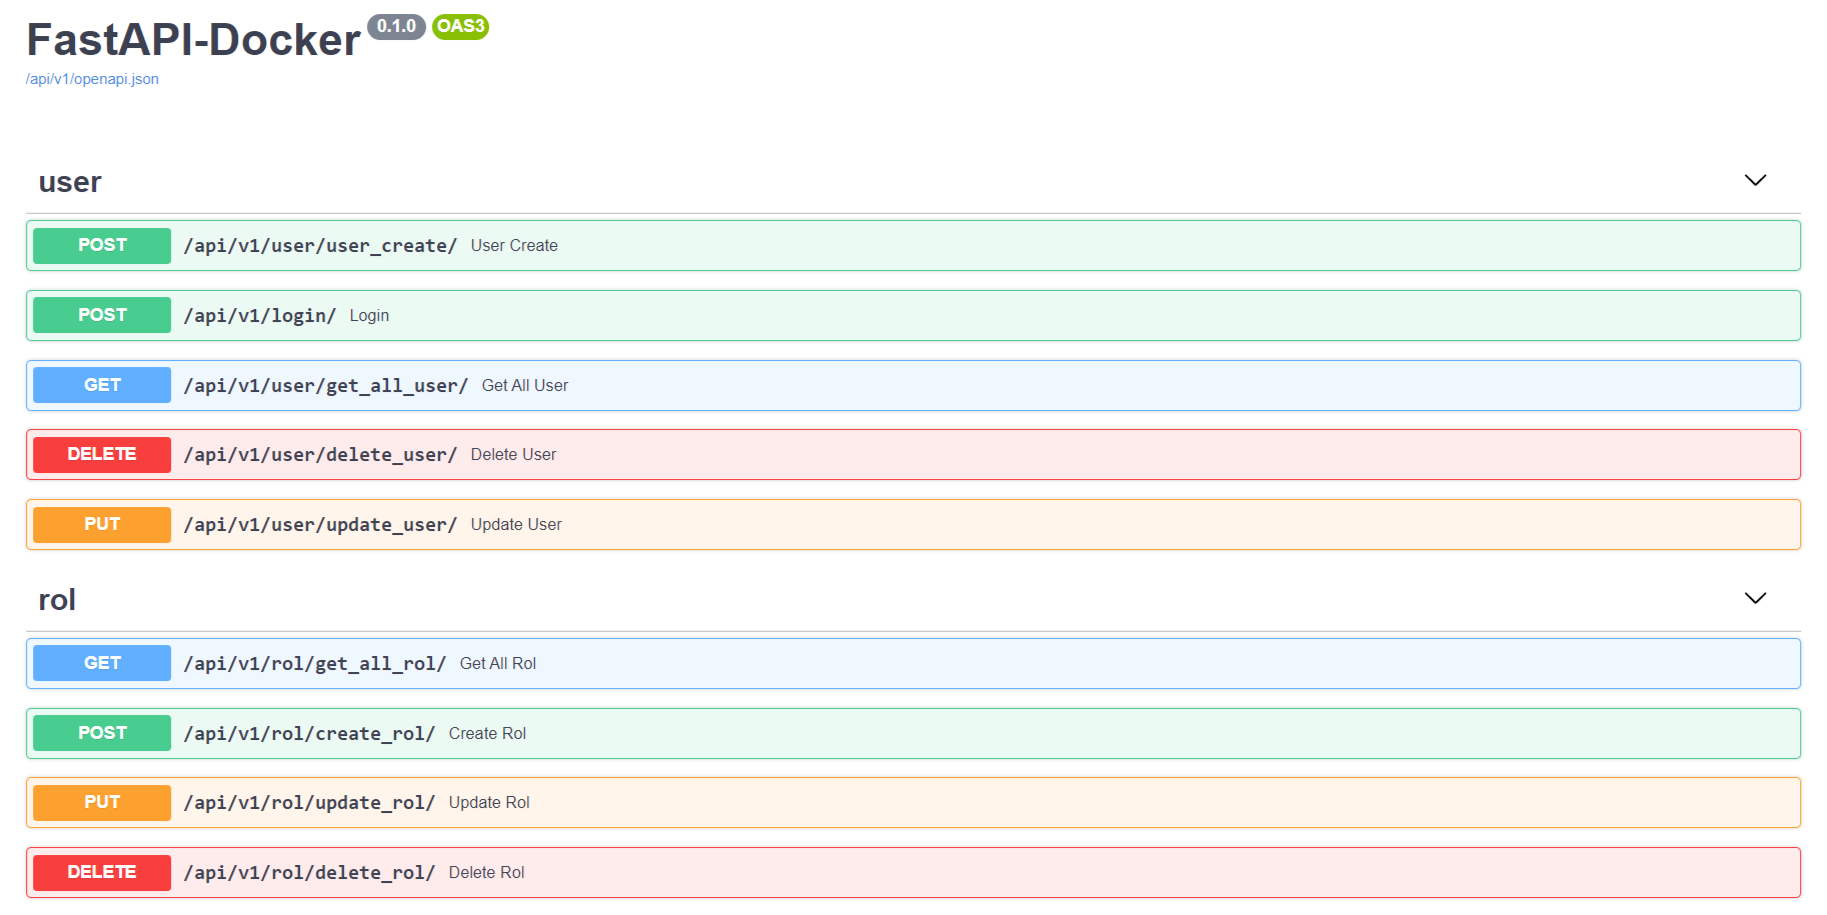 FastAPI-Docker 0.1.0 OAS3
/api/v1/openapi.json
user
POST /api/v1/user/user_create/ User Create
POST /api/v1/login/ Login
GET /api/v1/user/get_all_user/ Get All User
DELETE /api/v1/user/delete_user/ Delete User
PUT /api/v1/user/update_user/ Update User
rol
GET /api/v1/rol/get_all_rol/ Get All Rol
POST /api/v1/rol/create_rol/ Create Rol
PUT /api/v1/rol/update_rol/ Update Rol
DELETE /api/v1/rol/delete_rol/ Delete Rol